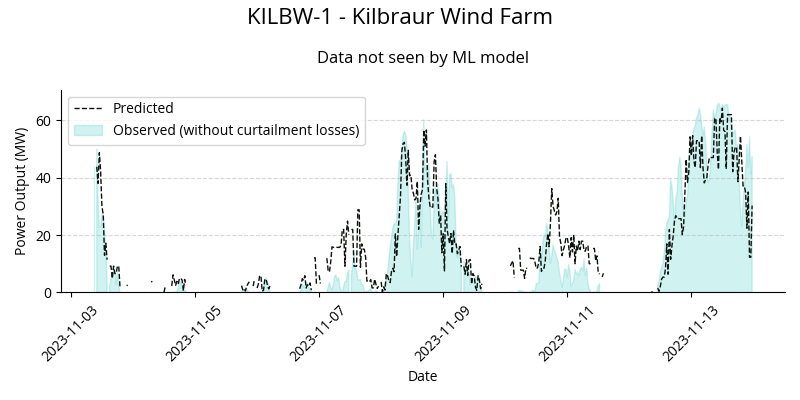 KILBW-1 - Kilbraur Wind Farm
Data not seen by ML model
Predicted
Observed (without curtailment losses)
Power Output (MW)
60
40
20
0
2023-11-03
2023-11-05
2023-11-07
2023-11-09
2023-11-11
2023-11-13
Date